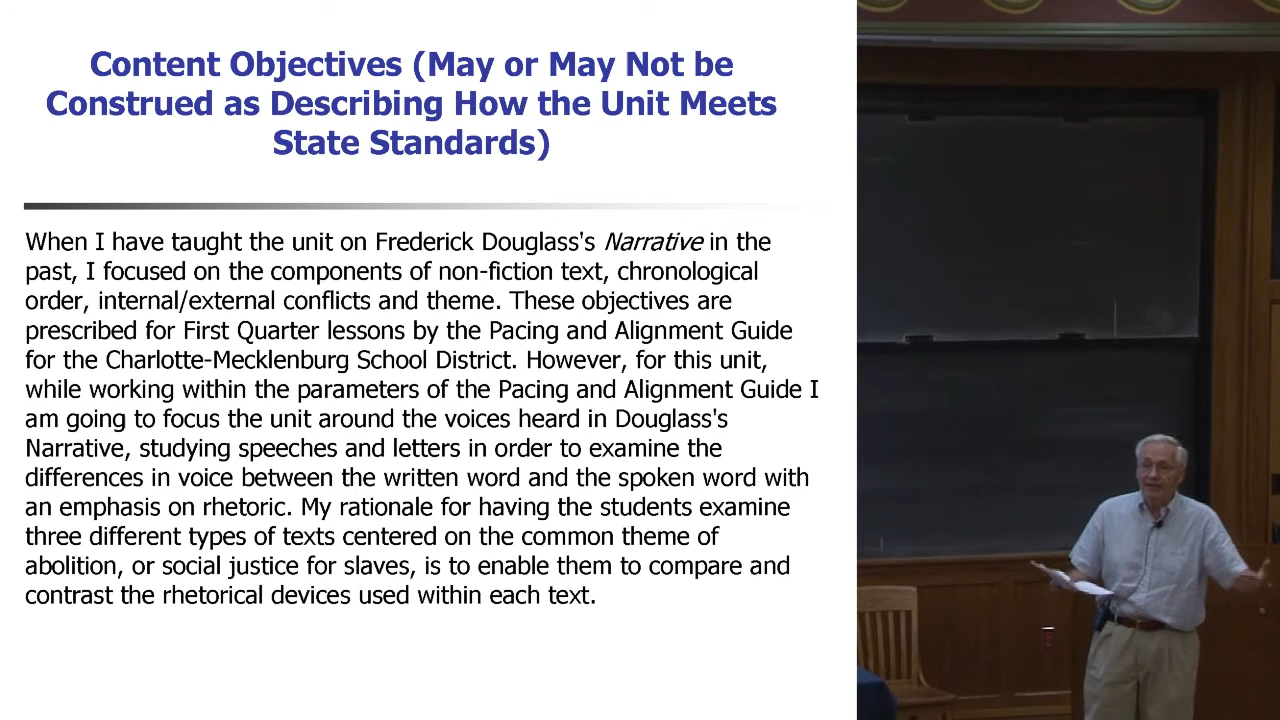 Content Objectives (May or May Not be
Construed as Describing How the Unit Meets
State Standards)
When I have taught the unit on Frederick Douglass's Narrative in the
past, I focused on the components of non-fiction text, chronological
order, internal/external conflicts and theme. These objectives are
prescribed for First Quarter lessons by the Pacing and Alignment Guide
for the Charlotte-Mecklenburg School District. However, for this unit,
while working within the parameters of the Pacing and Alignment Guide I
am going to focus the unit around the voices heard in Douglass's
Narrative, studying speeches and letters in order to examine the
differences in voice between the written word and the spoken word with
an emphasis on rhetoric. My rationale for having the students examine
three different types of texts centered on the common theme of
abolition, or social justice for slaves, is to enable them to compare and
contrast the rhetorical devices used within each text.